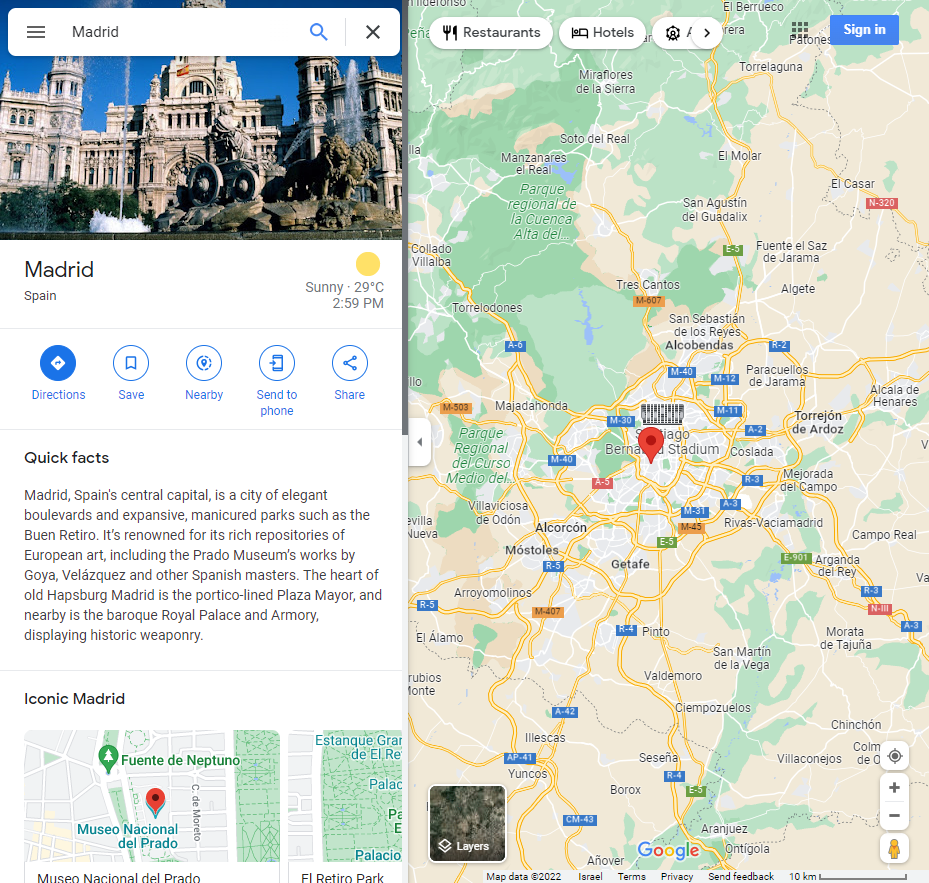 Madrid
Madrid
Spain
Sunny · 29°C
2:59 PM
Directions
Save
Nearby
Send to
phone
Share
Quick facts
Madrid, Spain's central capital, is a city of elegant
boulevards and expansive, manicured parks such as the
Buen Retiro. It's renowned for its rich repositories of
European art, including the Prado Museum's works by
Goya, Velázquez and other Spanish masters. The heart of
old Hapsburg Madrid is the portico-lined Plaza Mayor, and
nearby is the baroque Royal Palace and Armory,
displaying historic weaponry.
Iconic Madrid
Fuente de Neptuno
C. de Moreto
Museo Nacional
del Prado
Museo Nacional del Prado
Estanque Gran
de El Re
Palac
Pa
E
Palacio
El Retiro Park
Restaurants
Hotels
A
Sign in
El Berrueco
Patones
Torrelaguna
Miraflores
de la Sierra
Soto del Real
Manzanares
el Real
El Molar
Parque
regional de
la Cuenca
Alta del...
El Casar
N-320
San Agustín
del Guadalix
E-5
Collado
Villalba
Fuente el Saz
de Jarama
Tres Cantos
M-607
Algete
Torrelodones
San Sebastián
de los Reyes
Alcobendas
A-6
R-2
M-40
M-12
Paracuellos
de Jarama
Alcala de
Henares
M-503
Majadahonda
M-30
M-11
Torrejón
de Ardoz
A-2
Santiago
Bernabéu Stadium
Parque
Regional
del Curso
Medio del...
M-40
Coslada
A-5
R-3
Mejorada
del Campo
Villaviciosa
de Odón
A-3
M-31
M-45
Rivas-Vaciamadrid
evilla
Nueva
Alcorcón
Campo Real
E-5
Móstoles
Getafe
E-901
Arganda
del Rey
R-5
Arroyomolinos
R-5
M-407
R-3
N-III
A-3
R-4
Pinto
El Álamo
Morata
de Tajuña
San Martín
de la Vega
Valdemoro
rubios
Monte
Ciempozuelos
A-42
Chinchón
Illescas
Colm
de O
Villaconejos
AP-41
Yuncos
Seseña
R-4
Borox
E-5
CM-43
Aranjuez
Ontígola
Añover
Layers
Google
Map data ©2022
Israel
Terms
Privacy
Send feedback
10 km